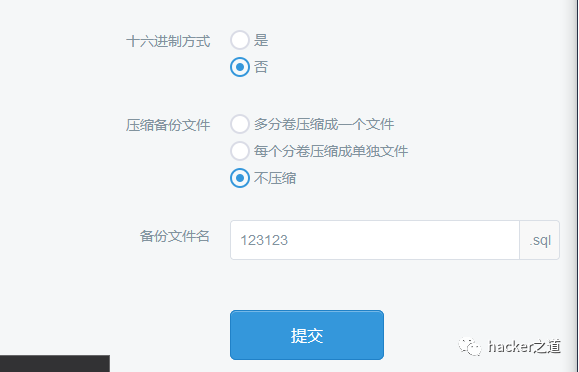 十六进制方式 是
否
压缩备份文件 多分卷压缩成一个文件
每个分卷压缩成单独文件
不压缩
备份文件名 123123 .sql
提交
hacker之道